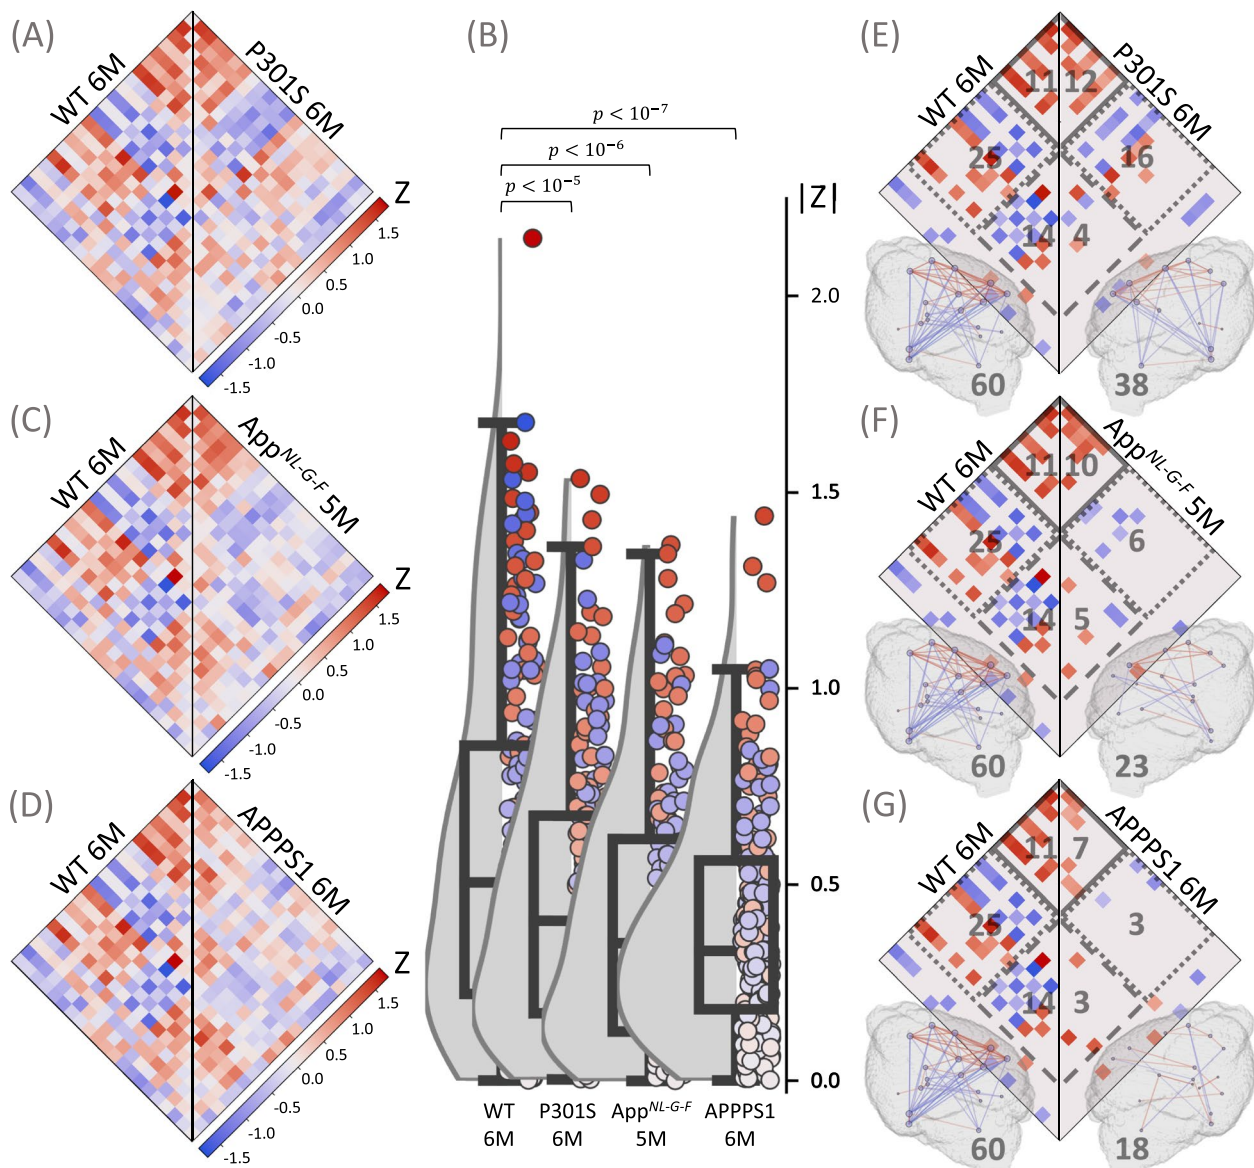 (A)
WT 6M
P301S 6M
Z
1.5
1.0
0.5
0.0
-0.5
-1.0
-1.5
(B)
p < 10⁻⁷
p < 10⁻⁶
p < 10⁻⁵
|Z|
2.0
1.5
1.0
0.5
0.0
WT 6M
P301S 6M
App^NL-G-F 5M
APPPS1 6M
(C)
WT 6M
App^NL-G-F 5M
Z
1.5
1.0
0.5
0.0
-0.5
-1.0
-1.5
(D)
WT 6M
APPPS1 6M
Z
1.5
1.0
0.5
0.0
-0.5
-1.0
-1.5
(E)
WT 6M
P301S 6M
11 12
25 16
14 4
60 38
(F)
WT 6M
App^NL-G-F 5M
11 10
25 6
14 5
60 23
(G)
WT 6M
APPPS1 6M
11 7
25 3
14 3
60 18